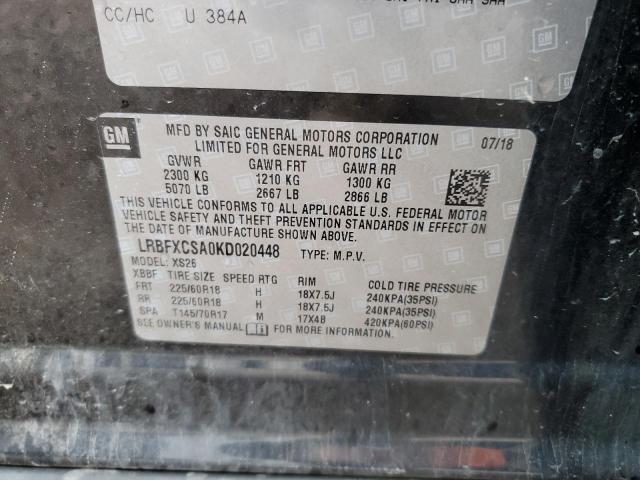 CC/HC U 384A
GM
MFD BY SAIC GENERAL MOTORS CORPORATION
LIMITED FOR GENERAL MOTORS LLC
07/18
GVWR GAWR FRT GAWR RR
2300 KG 1210 KG 1300 KG
5070 LB 2667 LB 2866 LB
THIS VEHICLE CONFORMS TO ALL APPLICABLE U.S. FEDERAL MOTOR
VEHICLE SAFETY AND THEFT PREVENTION STANDARDS IN EFFECT ON
THE DATE OF MANUFACTURE SHOWN ABOVE.
LRBFXCSA0KD020448 TYPE: M.P.V.
MODEL: XS26
XBBF TIRE SIZE SPEED RTG RIM COLD TIRE PRESSURE
FRT 225/60R18 H 18X7.5J 240KPA(35PSI)
RR 225/60R18 H 18X7.5J 240KPA(35PSI)
SPA T145/70R17 M 17X4B 420KPA(60PSI)
SEE OWNER'S MANUAL FOR MORE INFORMATION.